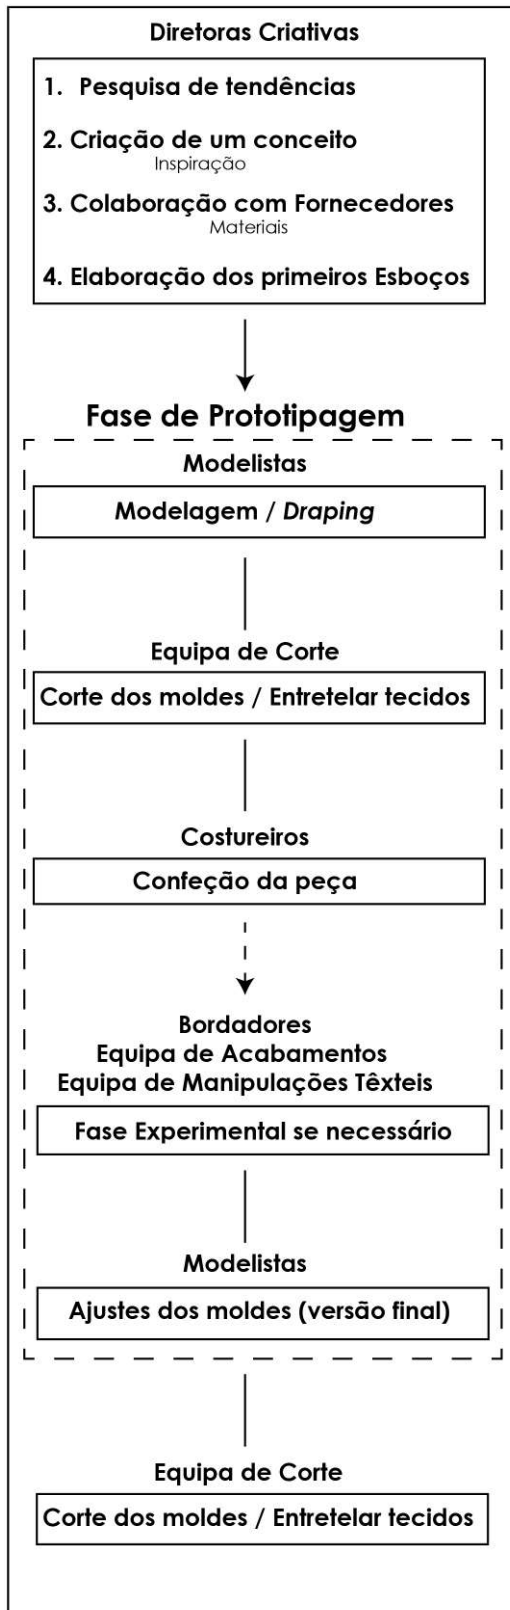 Diretoras Criativas
1. Pesquisa de tendências
2. Criação de um conceito
Inspiração
3. Colaboração com Fornecedores
Materiais
4. Elaboração dos primeiros Esboços
Fase de Prototipagem
Modelistas
Modelagem / Draping
Equipa de Corte
Corte dos moldes / Entretelar tecidos
Costureiros
Confeção da peça
Bordadores
Equipa de Acabamentos
Equipa de Manipulações Têxteis
Fase Experimental se necessário
Modelistas
Ajustes dos moldes (versão final)
Equipa de Corte
Corte dos moldes / Entretelar tecidos